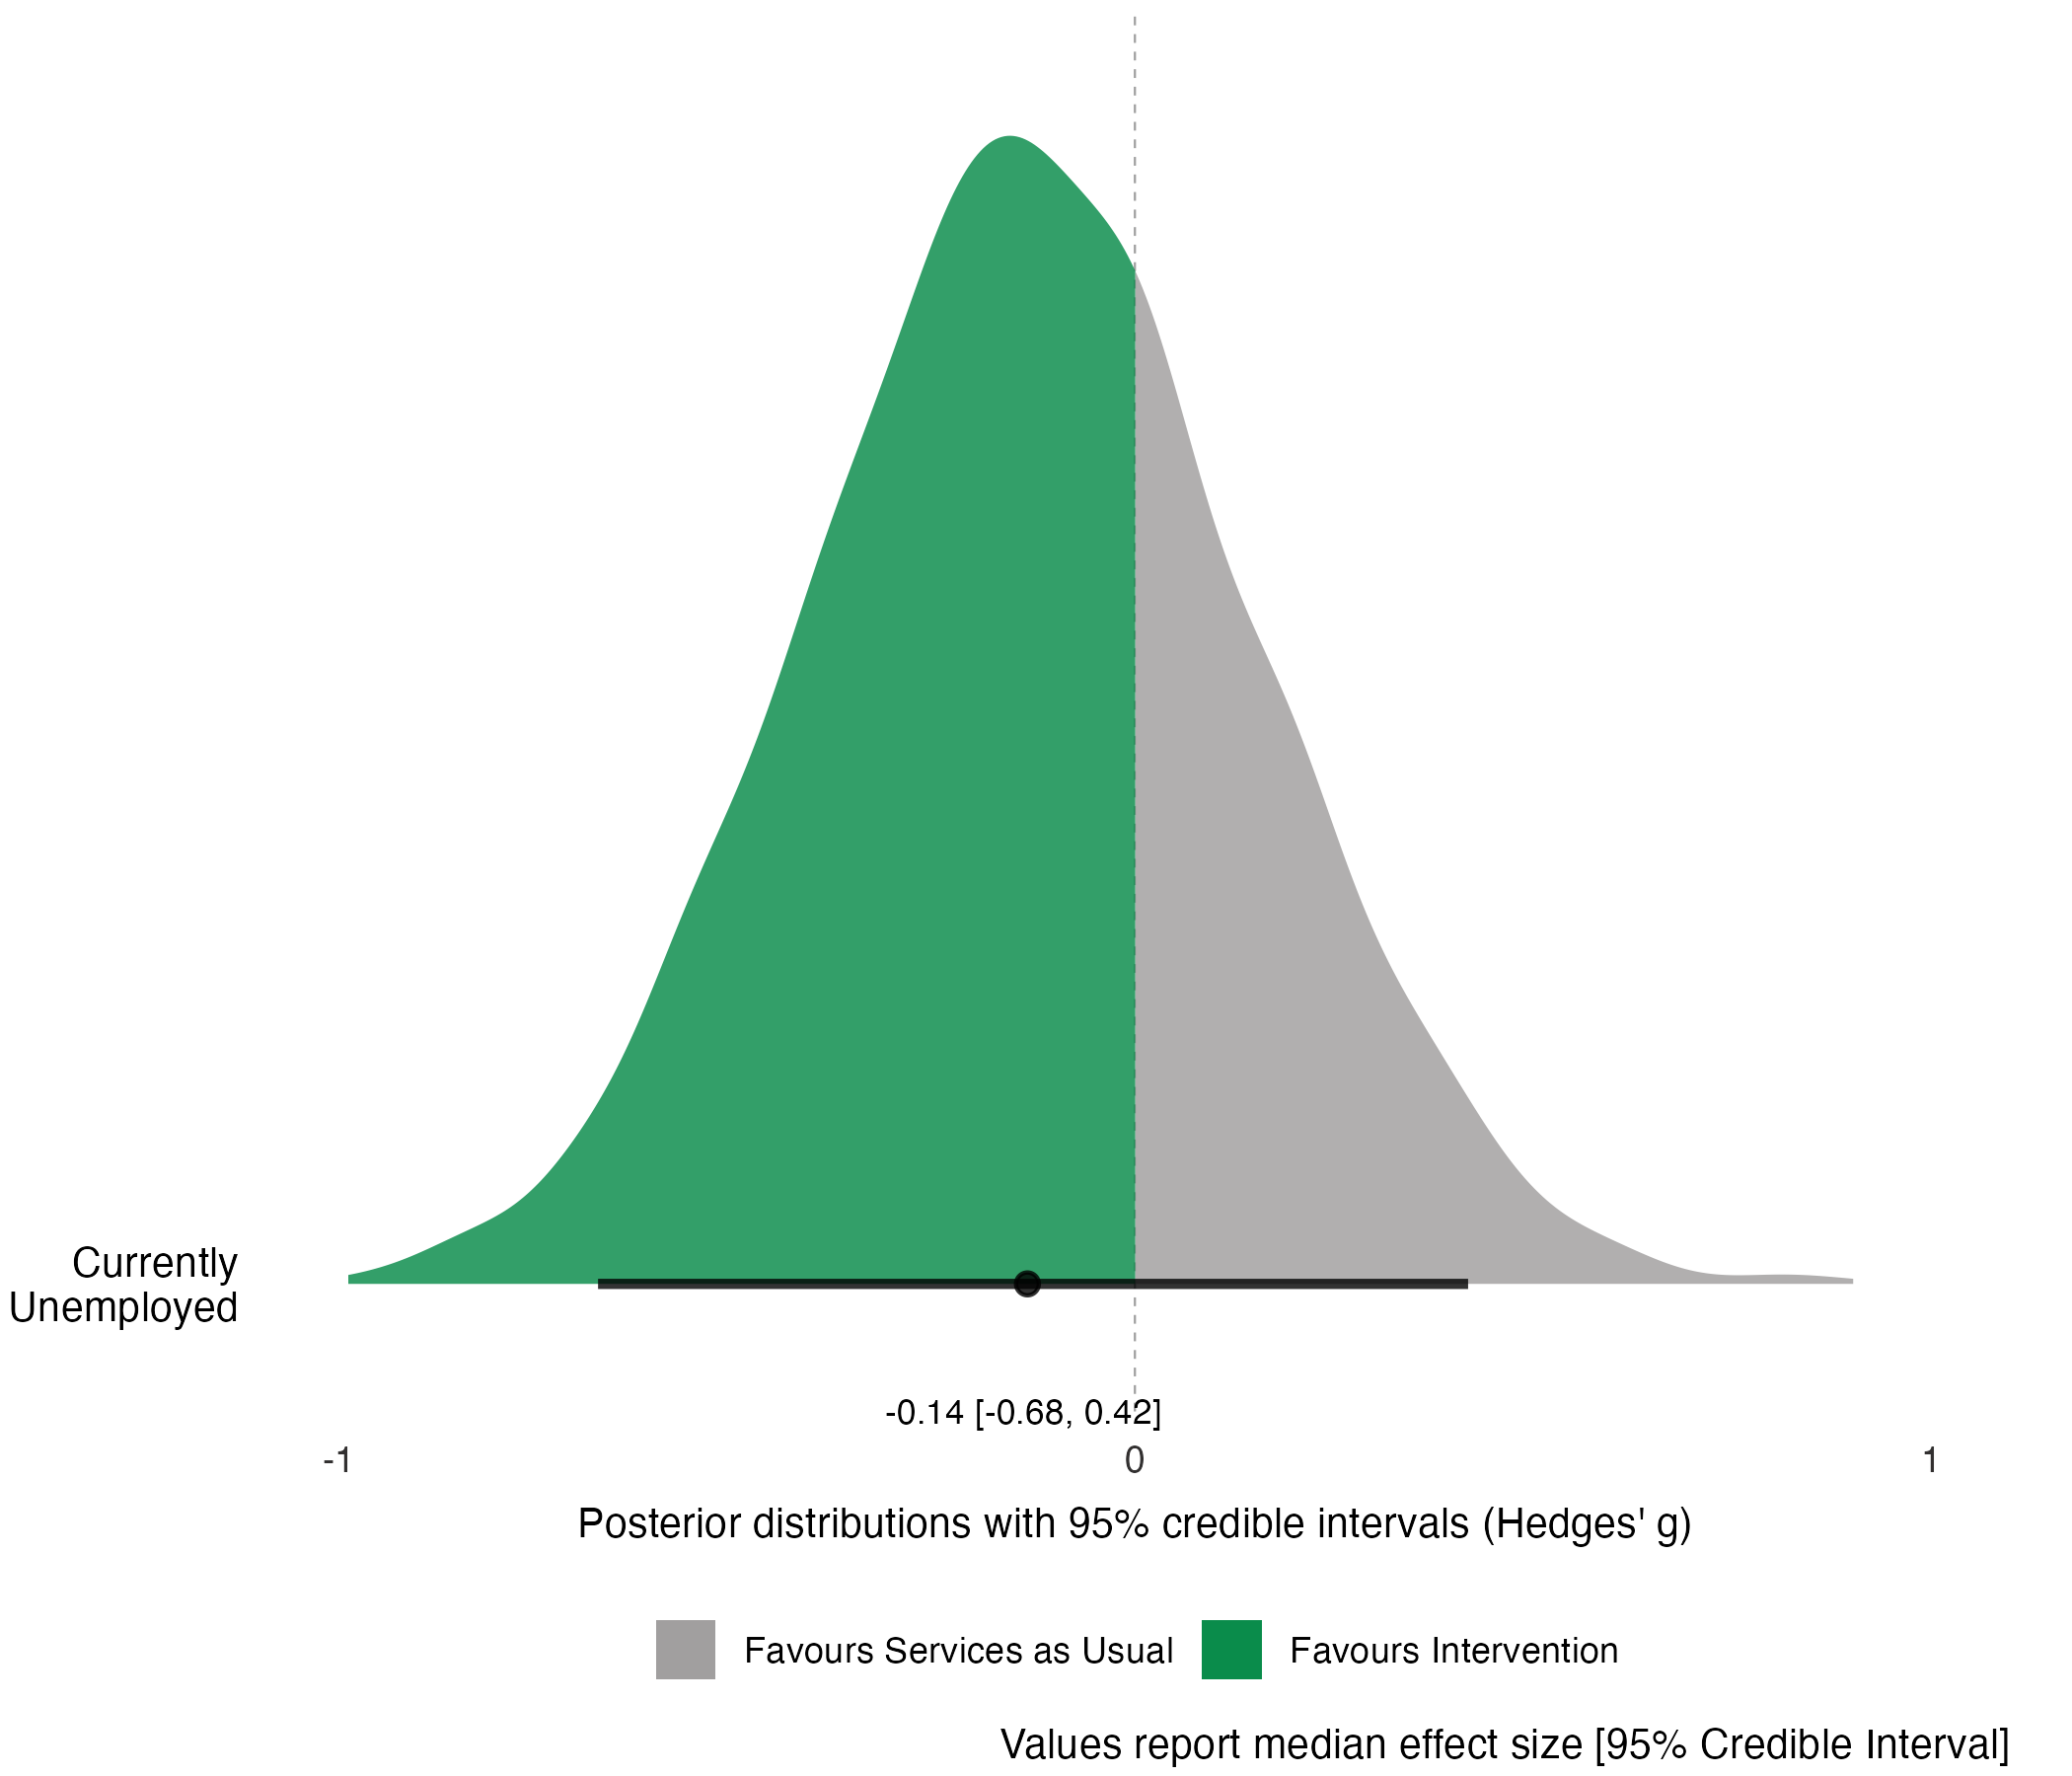 Currently
Unemployed
-0.14 [-0.68, 0.42]
-1 0 1
Posterior distributions with 95% credible intervals (Hedges' g)
Favours Services as Usual Favours Intervention
Values report median effect size [95% Credible Interval]